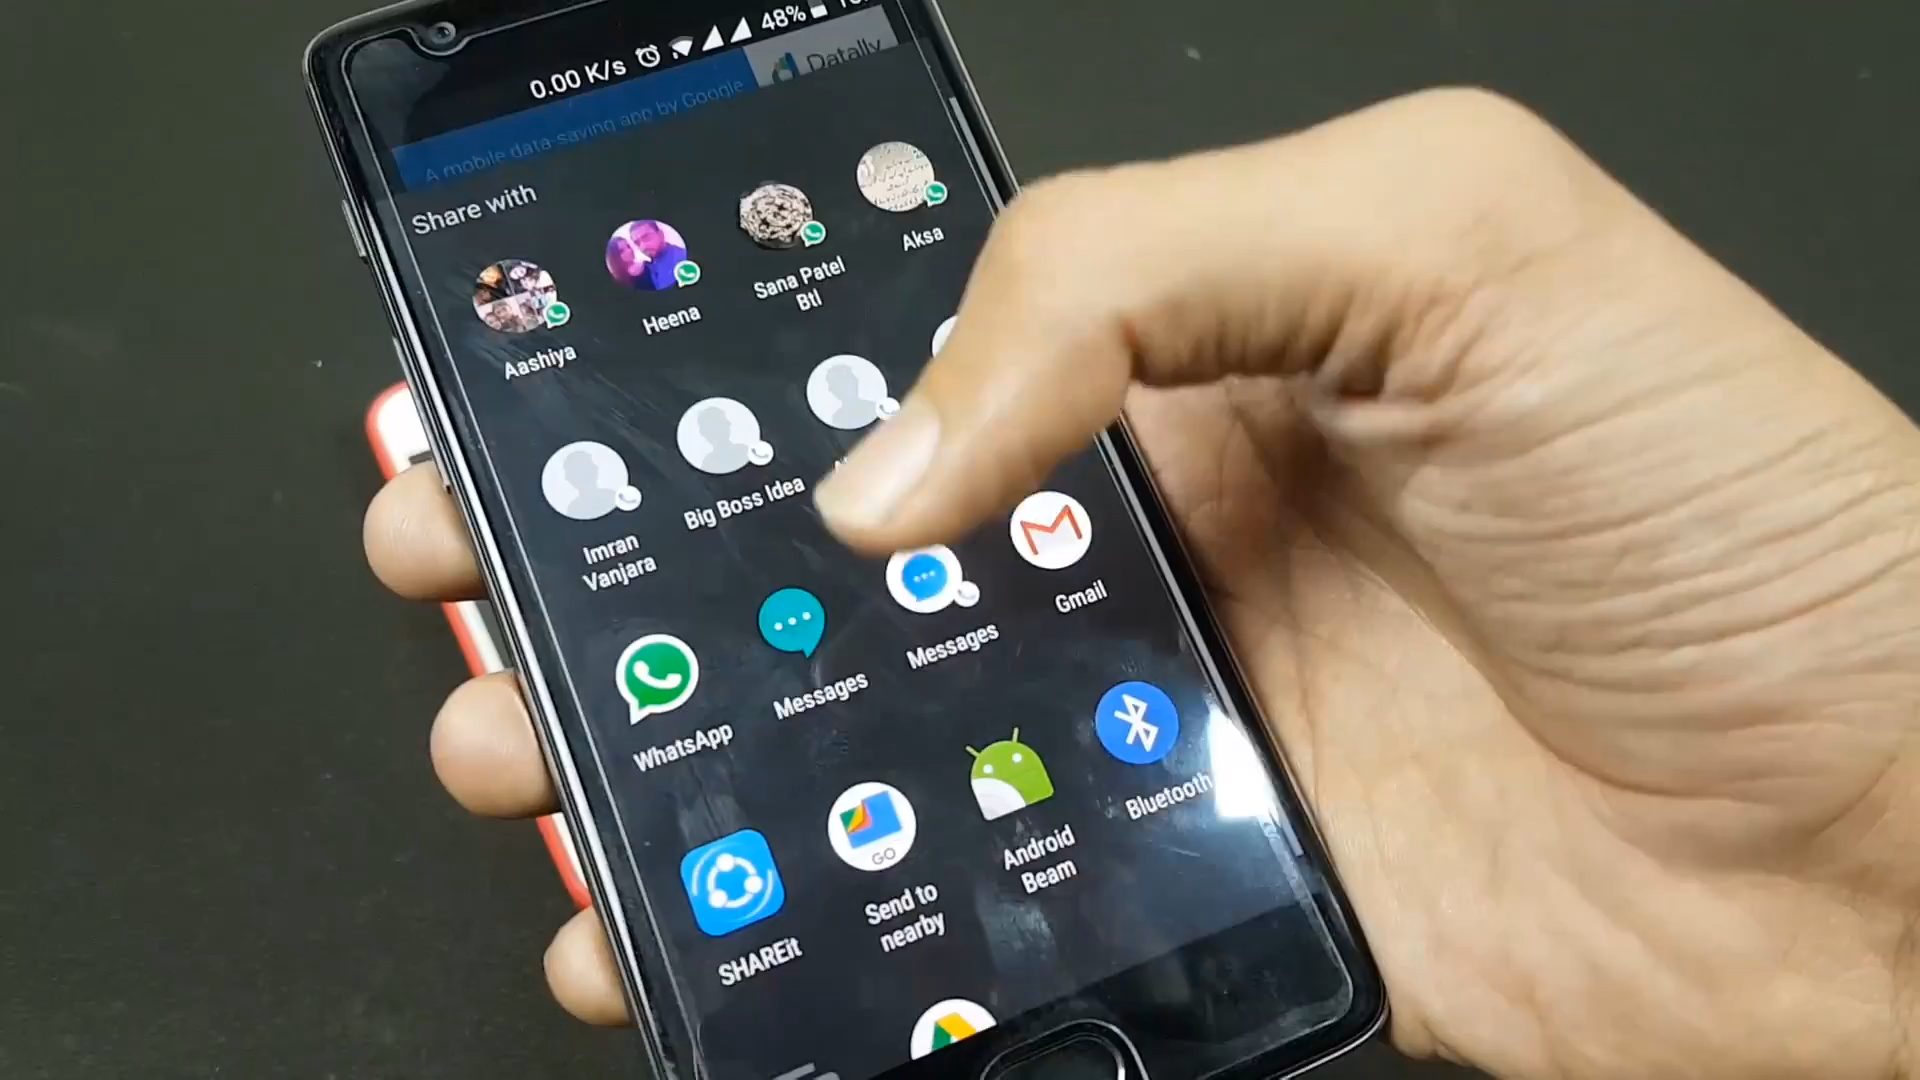 0.00 K/s 48%
Datally
A mobile data-saving app by Google
Share with
Aashiya
Heena
Sana Patel
Btl
Aksa
Imran
Vanjara
Big Boss Idea
WhatsApp
Messages
Messages
Gmail
SHAREit
GO
Send to
nearby
Android
Beam
Bluetooth